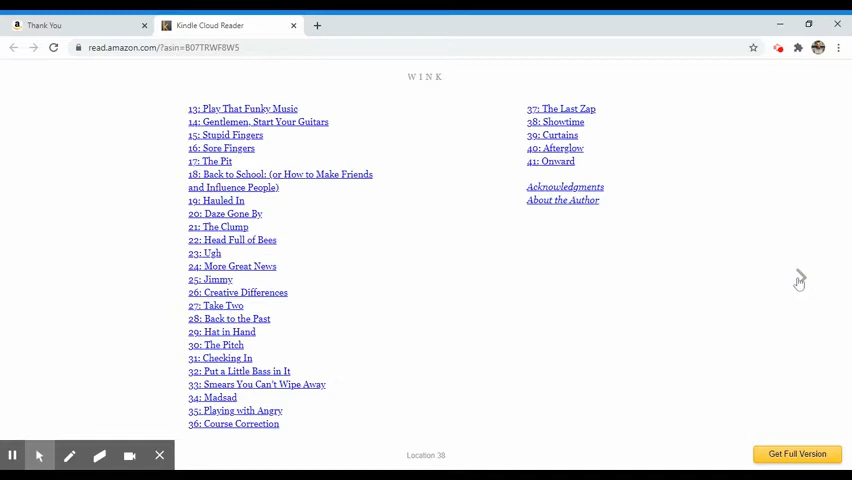 Thank You
Kindle Cloud Reader
read.amazon.com/?asin=B07TRWF8W5
WINK
13: Play That Funky Music
14: Gentlemen, Start Your Guitars
15: Stupid Fingers
16: Sore Fingers
17: The Pit
18: Back to School: (or How to Make Friends
and Influence People)
19: Hauled In
20: Daze Gone By
21: The Clump
22: Head Full of Bees
23: Ugh
24: More Great News
25: Jimmy
26: Creative Differences
27: Take Two
28: Back to the Past
29: Hat in Hand
30: The Pitch
31: Checking In
32: Put a Little Bass in It
33: Smears You Can't Wipe Away
34: Madsad
35: Playing with Angry
36: Course Correction
37: The Last Zap
38: Showtime
39: Curtains
40: Afterglow
41: Onward
Acknowledgments
About the Author
Location 38
Get Full Version